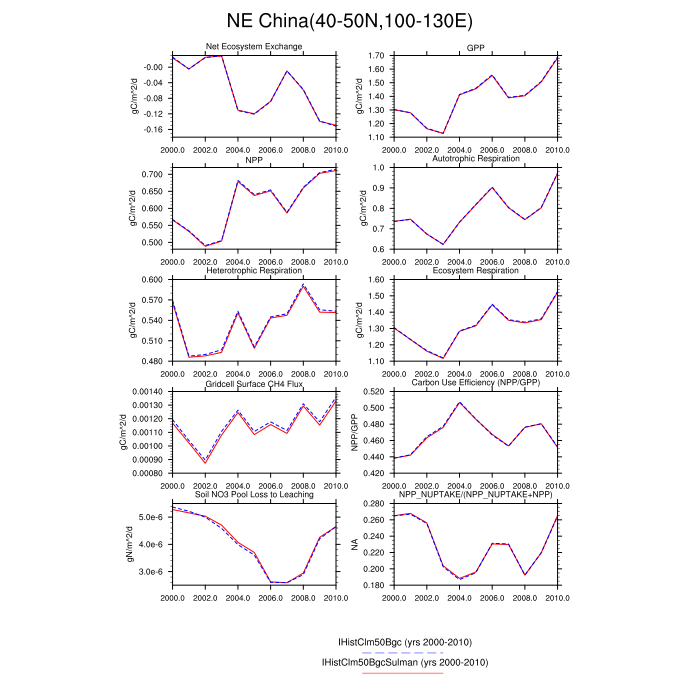 NE China(40-50N,100-130E)
Net Ecosystem Exchange
gC/m^2/d
-0.00
-0.04
-0.08
-0.12
-0.16
2000.0 2002.0 2004.0 2006.0 2008.0 2010.0
GPP
gC/m^2/d
1.70
1.60
1.50
1.40
1.30
1.20
1.10
2000.0 2002.0 2004.0 2006.0 2008.0 2010.0
NPP
gC/m^2/d
0.700
0.650
0.600
0.550
0.500
2000.0 2002.0 2004.0 2006.0 2008.0 2010.0
Autotrophic Respiration
gC/m^2/d
1.0
0.9
0.8
0.7
0.6
2000.0 2002.0 2004.0 2006.0 2008.0 2010.0
Heterotrophic Respiration
gC/m^2/d
0.600
0.570
0.540
0.510
0.480
2000.0 2002.0 2004.0 2006.0 2008.0 2010.0
Ecosystem Respiration
gC/m^2/d
1.60
1.50
1.40
1.30
1.20
1.10
2000.0 2002.0 2004.0 2006.0 2008.0 2010.0
Gridcell Surface CH4 Flux
gC/m^2/d
0.00140
0.00130
0.00120
0.00110
0.00100
0.00090
0.00080
2000.0 2002.0 2004.0 2006.0 2008.0 2010.0
Carbon Use Efficiency (NPP/GPP)
NPP/GPP
0.520
0.500
0.480
0.460
0.440
0.420
2000.0 2002.0 2004.0 2006.0 2008.0 2010.0
Soil NO3 Pool Loss to Leaching
gN/m^2/d
5.0e-6
4.0e-6
3.0e-6
2000.0 2002.0 2004.0 2006.0 2008.0 2010.0
NPP_NUPTAKE/(NPP_NUPTAKE+NPP)
NA
0.280
0.260
0.240
0.220
0.200
0.180
2000.0 2002.0 2004.0 2006.0 2008.0 2010.0
IHistClm50Bgc (yrs 2000-2010)
IHistClm50BgcSulman (yrs 2000-2010)